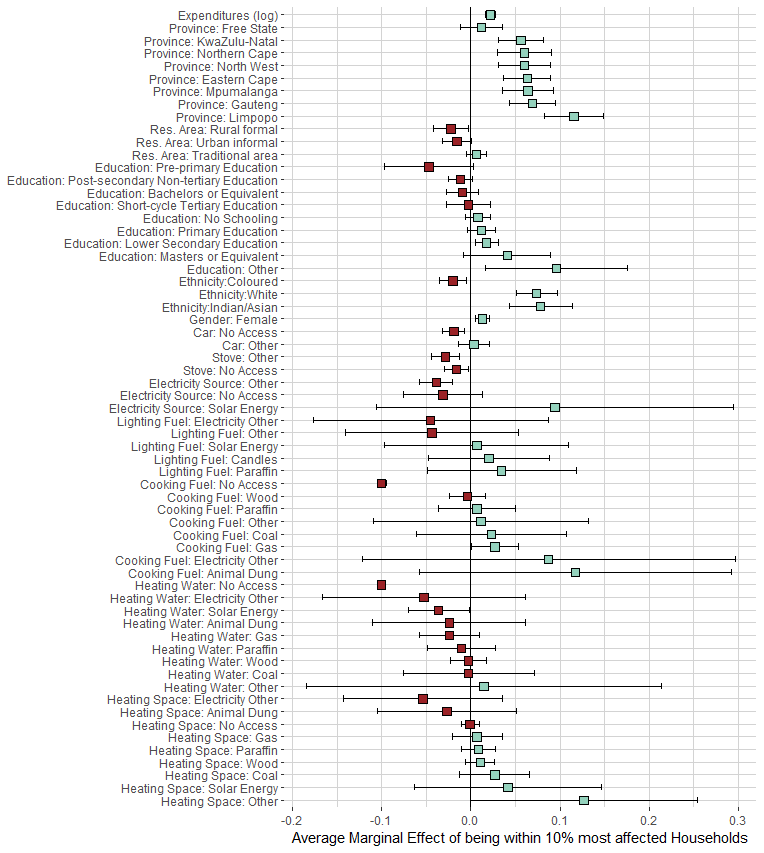 Expenditures (log)
Province: Free State
Province: KwaZulu-Natal
Province: Northern Cape
Province: North West
Province: Eastern Cape
Province: Mpumalanga
Province: Gauteng
Province: Limpopo
Res. Area: Rural formal
Res. Area: Urban informal
Res. Area: Traditional area
Education: Pre-primary Education
Education: Post-secondary Non-tertiary Education
Education: Bachelors or Equivalent
Education: Short-cycle Tertiary Education
Education: No Schooling
Education: Primary Education
Education: Lower Secondary Education
Education: Masters or Equivalent
Education: Other
Ethnicity:Coloured
Ethnicity:White
Ethnicity:Indian/Asian
Gender: Female
Car: No Access
Car: Other
Stove: Other
Stove: No Access
Electricity Source: Other
Electricity Source: No Access
Electricity Source: Solar Energy
Lighting Fuel: Electricity Other
Lighting Fuel: Other
Lighting Fuel: Solar Energy
Lighting Fuel: Candles
Lighting Fuel: Paraffin
Cooking Fuel: No Access
Cooking Fuel: Wood
Cooking Fuel: Paraffin
Cooking Fuel: Other
Cooking Fuel: Coal
Cooking Fuel: Gas
Cooking Fuel: Electricity Other
Cooking Fuel: Animal Dung
Heating Water: No Access
Heating Water: Electricity Other
Heating Water: Solar Energy
Heating Water: Animal Dung
Heating Water: Gas
Heating Water: Paraffin
Heating Water: Wood
Heating Water: Coal
Heating Water: Other
Heating Space: Electricity Other
Heating Space: Animal Dung
Heating Space: No Access
Heating Space: Gas
Heating Space: Paraffin
Heating Space: Wood
Heating Space: Coal
Heating Space: Solar Energy
Heating Space: Other
-0.2 -0.1 0.0 0.1 0.2 0.3
Average Marginal Effect of being within 10% most affected Households